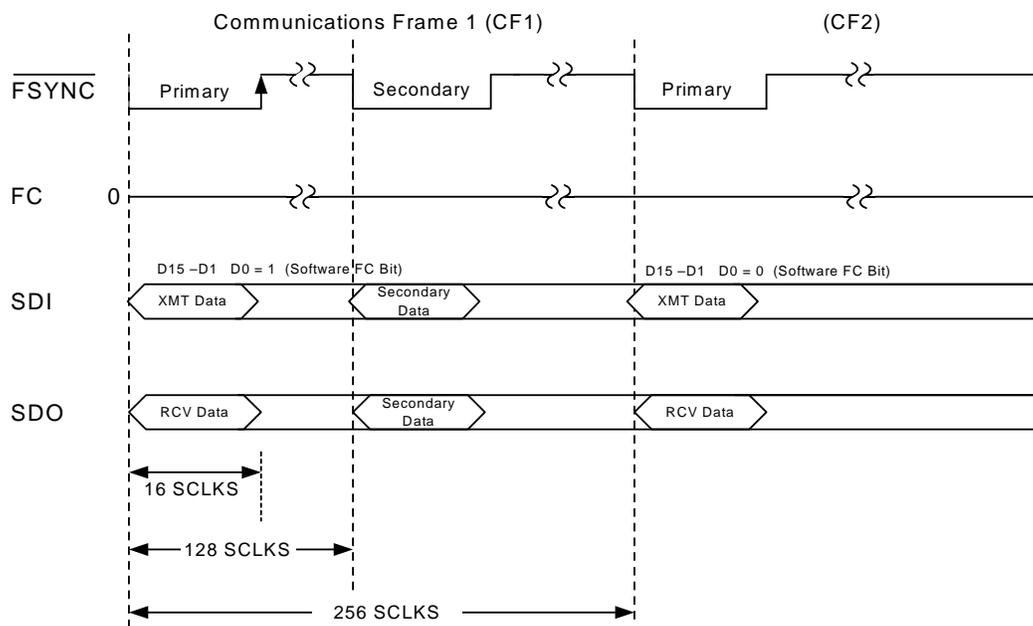 Communications Frame 1 (CF1)
(CF2)
FSYNC
Primary
Secondary
Primary
FC
0
D15 –D1 D0 = 1 (Software FC Bit)
D15 –D1 D0 = 0 (Software FC Bit)
SDI
XMT Data
Secondary
Data
XMT Data
SDO
RCV Data
Secondary
Data
RCV Data
16 SCLKS
128 SCLKS
256 SCLKS